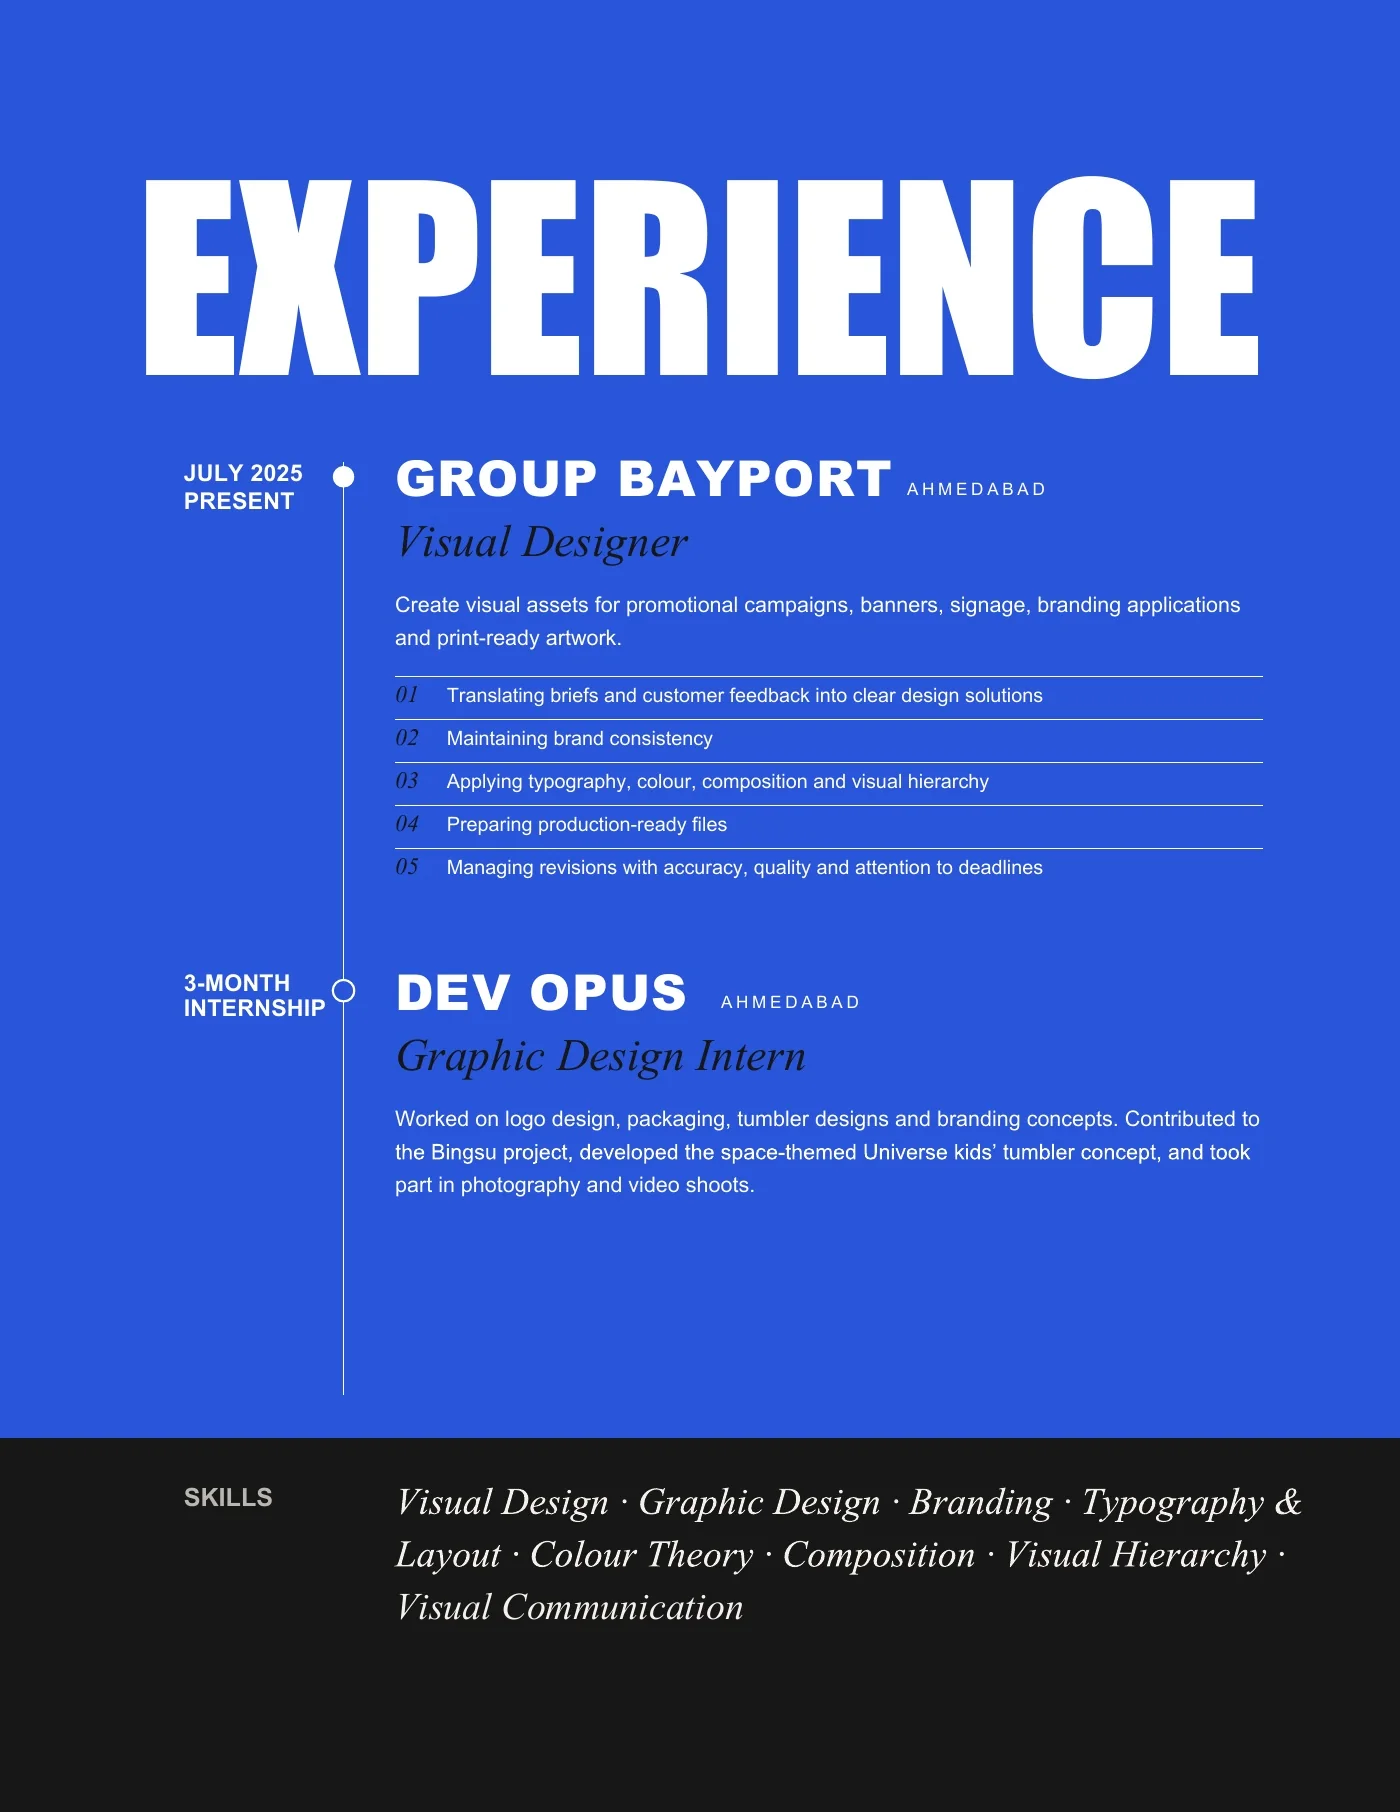 EXPERIENCE
JULY 2025
PRESENT
GROUP BAYPORT AHMEDABAD
Visual Designer
Create visual assets for promotional campaigns, banners, signage, branding applications
and print-ready artwork.
01 Translating briefs and customer feedback into clear design solutions
02 Maintaining brand consistency
03 Applying typography, colour, composition and visual hierarchy
04 Preparing production-ready files
05 Managing revisions with accuracy, quality and attention to deadlines
3-MONTH
INTERNSHIP
DEV OPUS AHMEDABAD
Graphic Design Intern
Worked on logo design, packaging, tumbler designs and branding concepts. Contributed to
the Bingsu project, developed the space-themed Universe kids’ tumbler concept, and took
part in photography and video shoots.
SKILLS
Visual Design · Graphic Design · Branding · Typography &
Layout · Colour Theory · Composition · Visual Hierarchy ·
Visual Communication